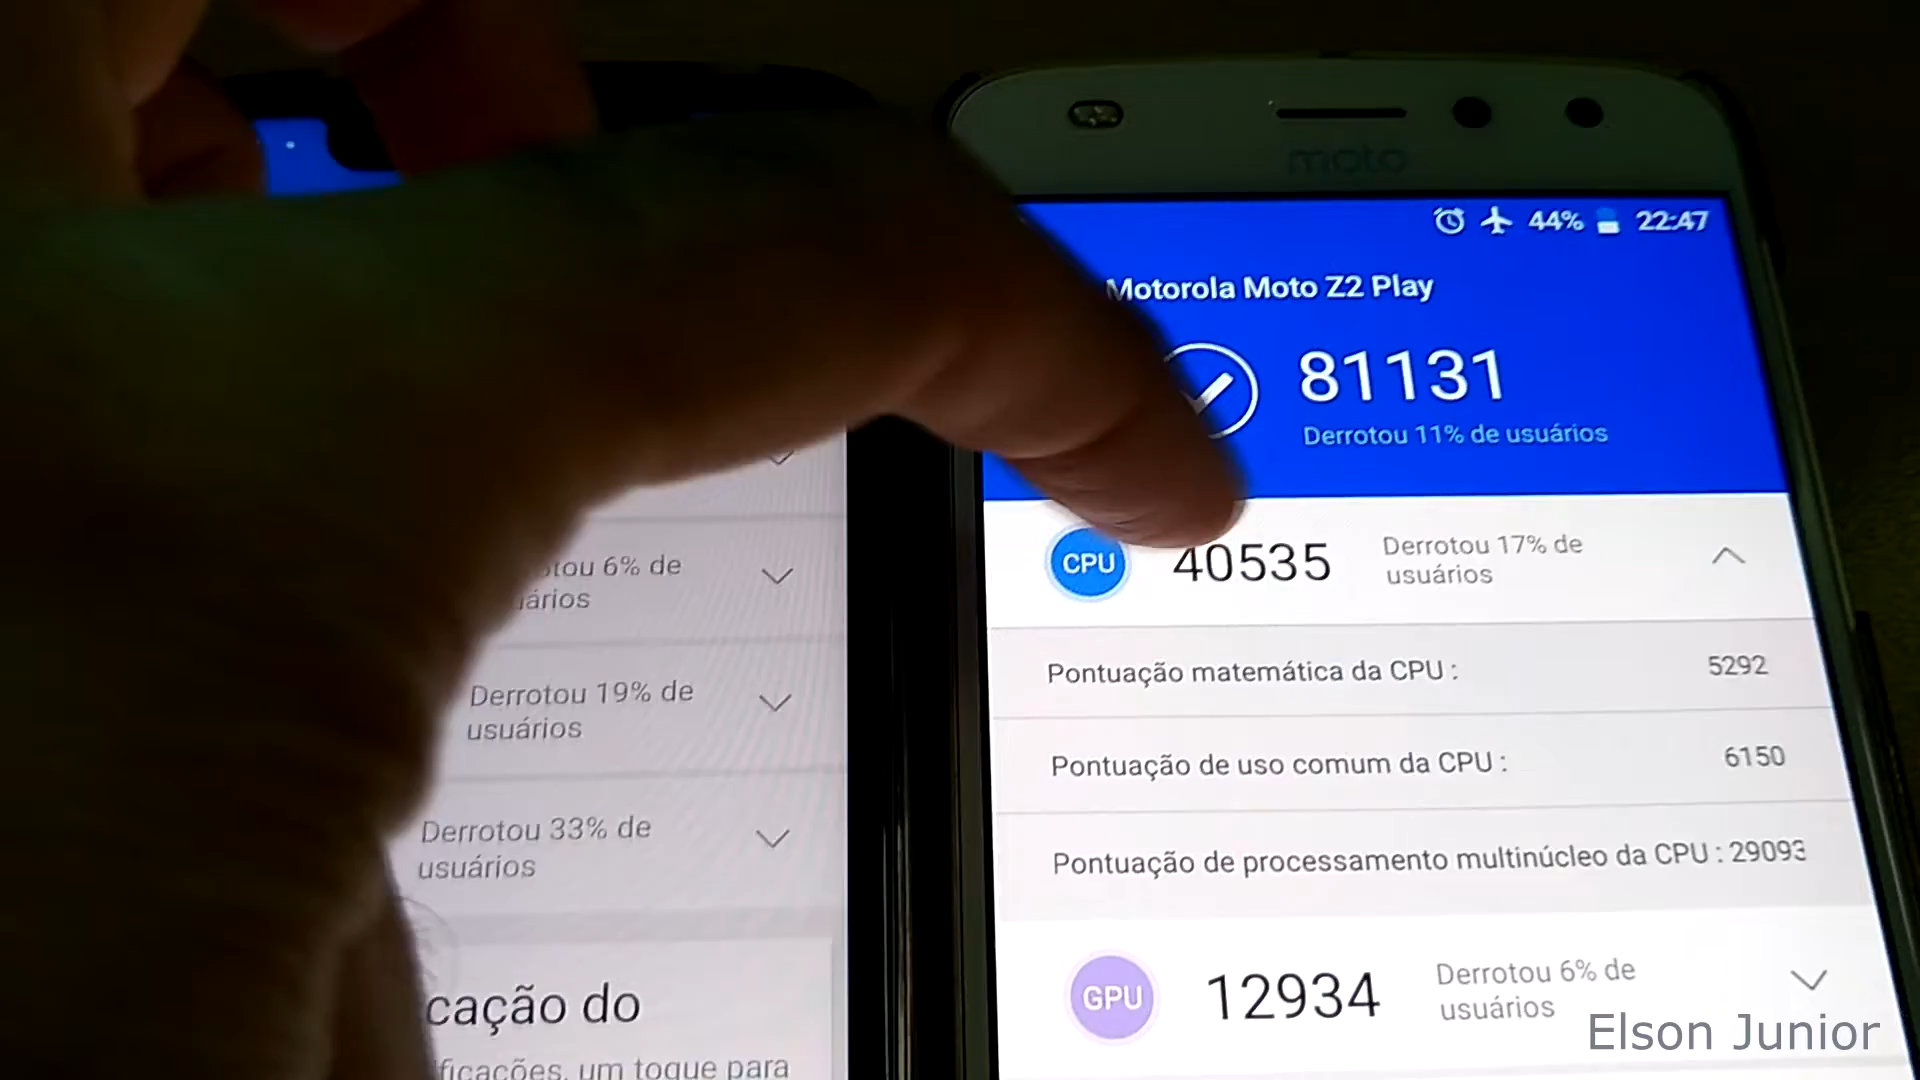 moto
44% 22:47
Motorola Moto Z2 Play
81131
Derrotou 11% de usuários
CPU 40535 Derrotou 17% de
usuários
Pontuação matemática da CPU : 5292
Pontuação de uso comum da CPU : 6150
Pontuação de processamento multinúcleo da CPU : 29093
GPU 12934 Derrotou 6% de
usuários
6% de
Derrotou 19% de
usuários
Derrotou 33% de
usuários
cação do
ficações, um toque para
Elson Junior